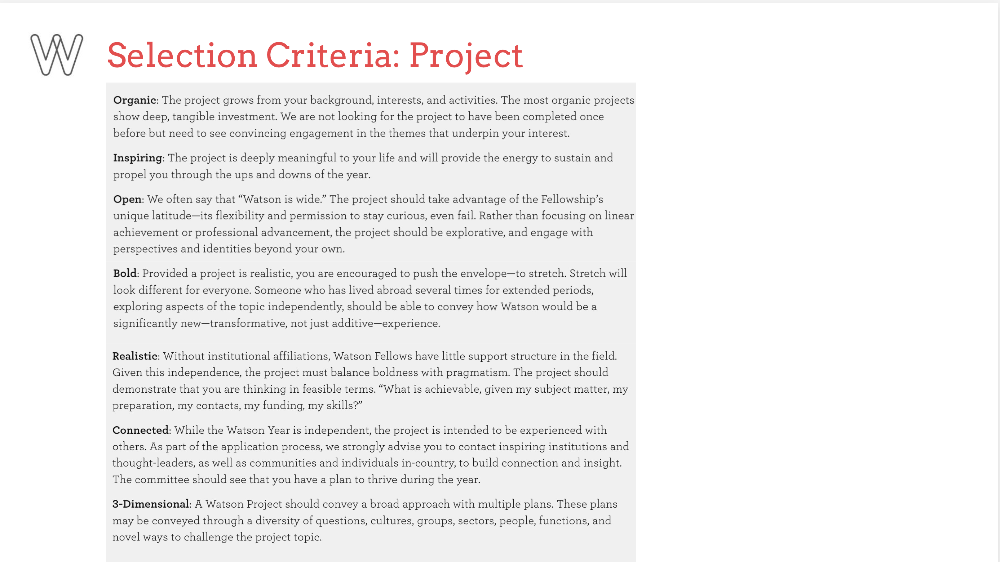 W
Selection Criteria: Project
Organic: The project grows from your background, interests, and activities. The most organic projects
show deep, tangible investment. We are not looking for the project to have been completed once
before but need to see convincing engagement in the themes that underpin your interest.
Inspiring: The project is deeply meaningful to your life and will provide the energy to sustain and
propel you through the ups and downs of the year.
Open: We often say that “Watson is wide.” The project should take advantage of the Fellowship’s
unique latitude—its flexibility and permission to stay curious, even fail. Rather than focusing on linear
achievement or professional advancement, the project should be explorative, and engage with
perspectives and identities beyond your own.
Bold: Provided a project is realistic, you are encouraged to push the envelope—to stretch. Stretch will
look different for everyone. Someone who has lived abroad several times for extended periods,
exploring aspects of the topic independently, should be able to convey how Watson would be a
significantly new—transformative, not just additive—experience.
Realistic: Without institutional affiliations, Watson Fellows have little support structure in the field.
Given this independence, the project must balance boldness with pragmatism. The project should
demonstrate that you are thinking in feasible terms. “What is achievable, given my subject matter, my
preparation, my contacts, my funding, my skills?”
Connected: While the Watson Year is independent, the project is intended to be experienced with
others. As part of the application process, we strongly advise you to contact inspiring institutions and
thought-leaders, as well as communities and individuals in-country, to build connection and insight.
The committee should see that you have a plan to thrive during the year.
3-Dimensional: A Watson Project should convey a broad approach with multiple plans. These plans
may be conveyed through a diversity of questions, cultures, groups, sectors, people, functions, and
novel ways to challenge the project topic.